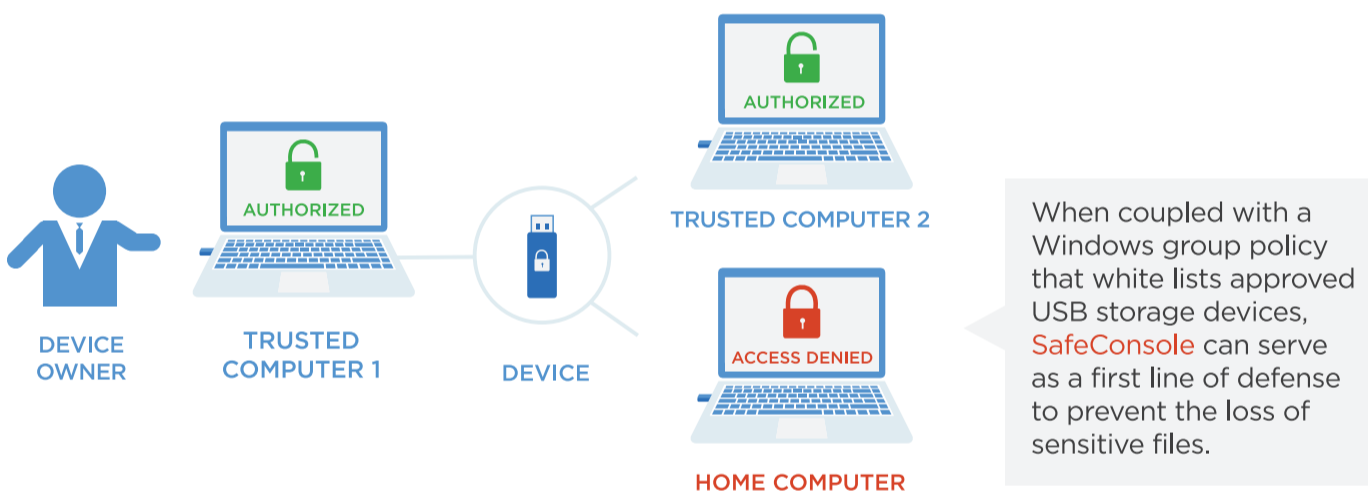 AUTHORIZED
DEVICE
OWNER
TRUSTED
COMPUTER 1
DEVICE
AUTHORIZED
TRUSTED COMPUTER 2
ACCESS DENIED
HOME COMPUTER
When coupled with a
Windows group policy
that white lists approved
USB storage devices,
SafeConsole can serve
as a first line of defense
to prevent the loss of
sensitive files.